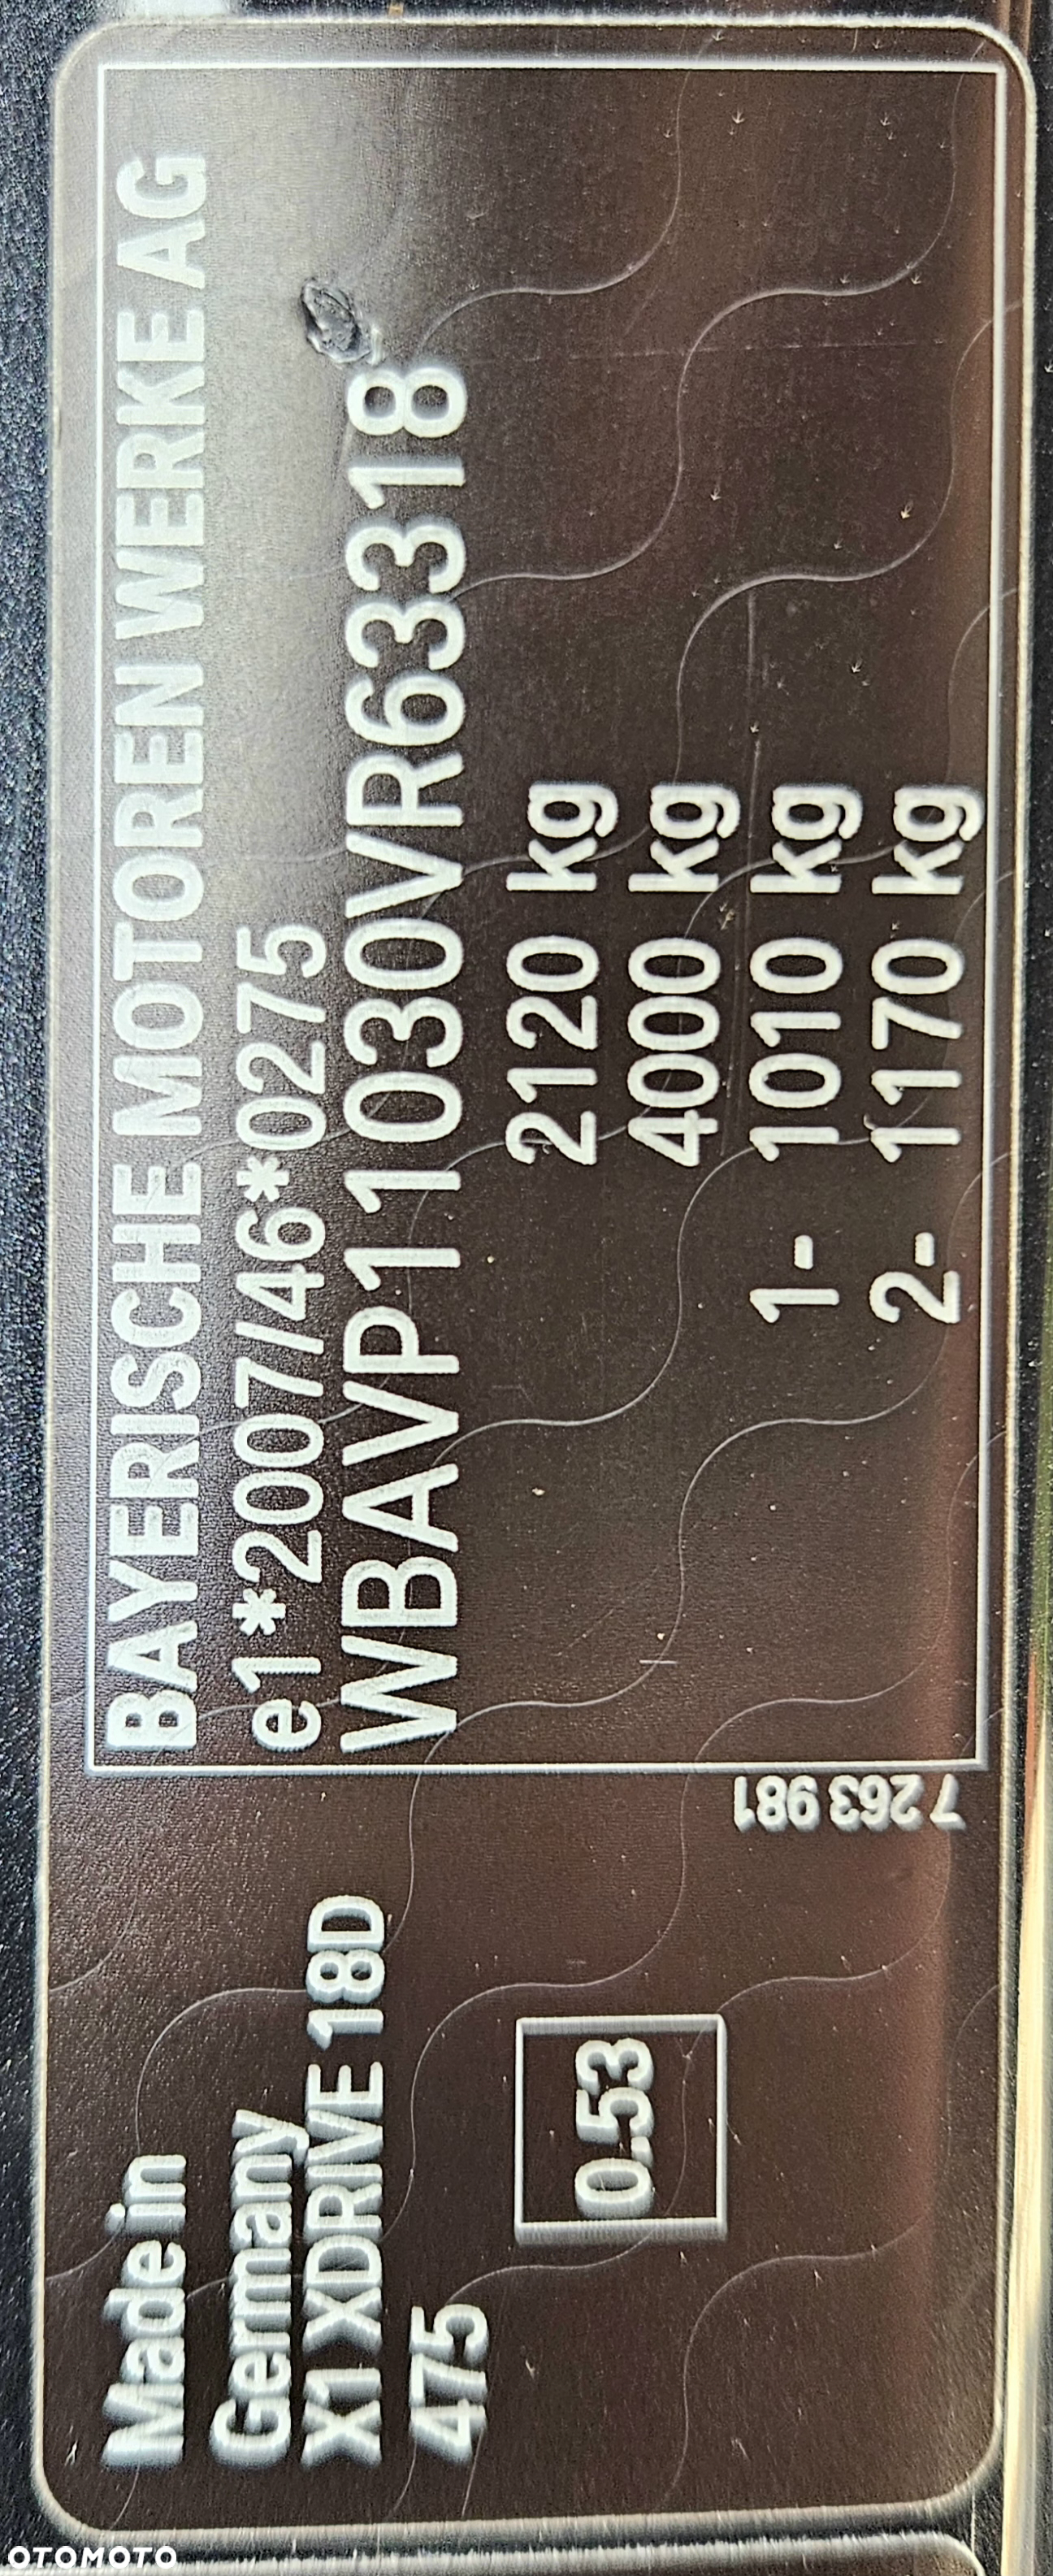 BAYERISCHE MOTOREN WERKE AG
e1*2007/46*0275
WBAVP11030VR63318
2120 kg
4000 kg
1- 1010 kg
2- 1170 kg
7 263 981
Made in
Germany
X1 XDRIVE 18D
475
0.53
OTOMOTO